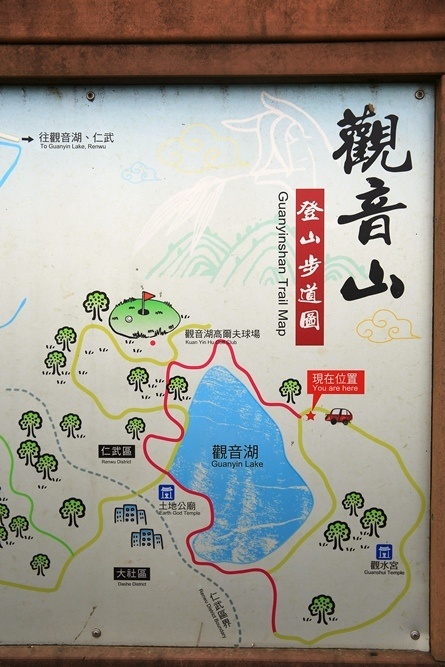 觀音山
登山步道圖
Guanyinshan Trail Map
往觀音湖、仁武
To Guanyin Lake, Renwu
觀音湖高爾夫球場
Kuan Yin Hu Golf Club
現在位置
You are here
觀音湖
Guanyin Lake
仁武區
Renwu District
土地公廟
Earth God Temple
大社區
Dashe District
觀水宮
Guanshui Temple
仁武區界
Renwu District Boundary